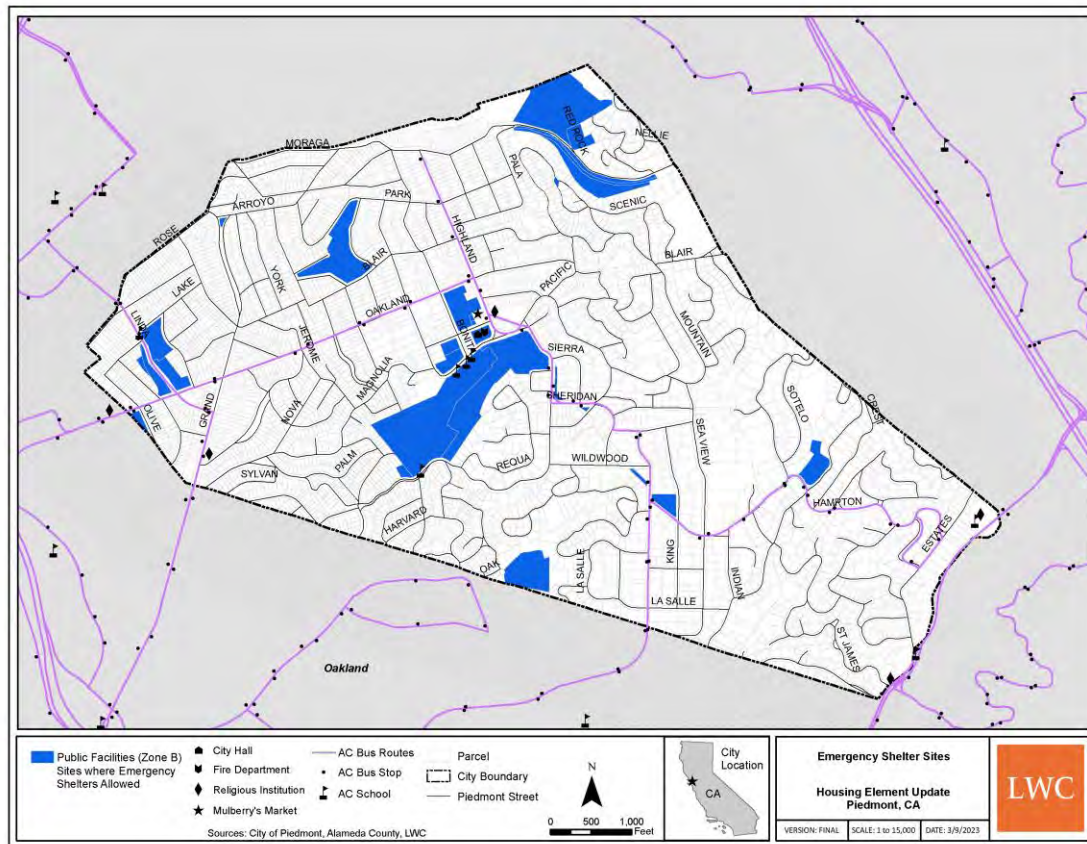 RED ROCK
NELLIE
MORAGA
PALA
PARK
SCENIC
ARROYO
HIGHLAND
ROSE
BLAIR
BLAIR
YORK
PACIFIC
LAKE
OAKLAND
MOUNTAIN
LINDA
BONITA
JEROME
SIERRA
MAGNOLIA
SHERIDAN
SOTELO
CREST
OLIVE
GRAND
NOVA
SEA VIEW
PALM
REQUA
WILDWOOD
SYLVAN
HAMPTON
HARVARD
ESTATES
OAK
LA SALLE
KING
INDIAN
LA SALLE
ST JAMES
Oakland
Public Facilities (Zone B)
Sites where Emergency
Shelters Allowed
City Hall
Fire Department
Religious Institution
Mulberry's Market
AC Bus Routes
AC Bus Stop
AC School
Parcel
City Boundary
Piedmont Street
Sources: City of Piedmont, Alameda County, LWC
N
0 500 1,000
Feet
City
Location
CA
Emergency Shelter Sites
Housing Element Update
Piedmont, CA
VERSION: FINAL
SCALE: 1 to 15,000
DATE: 3/9/2023
LWC